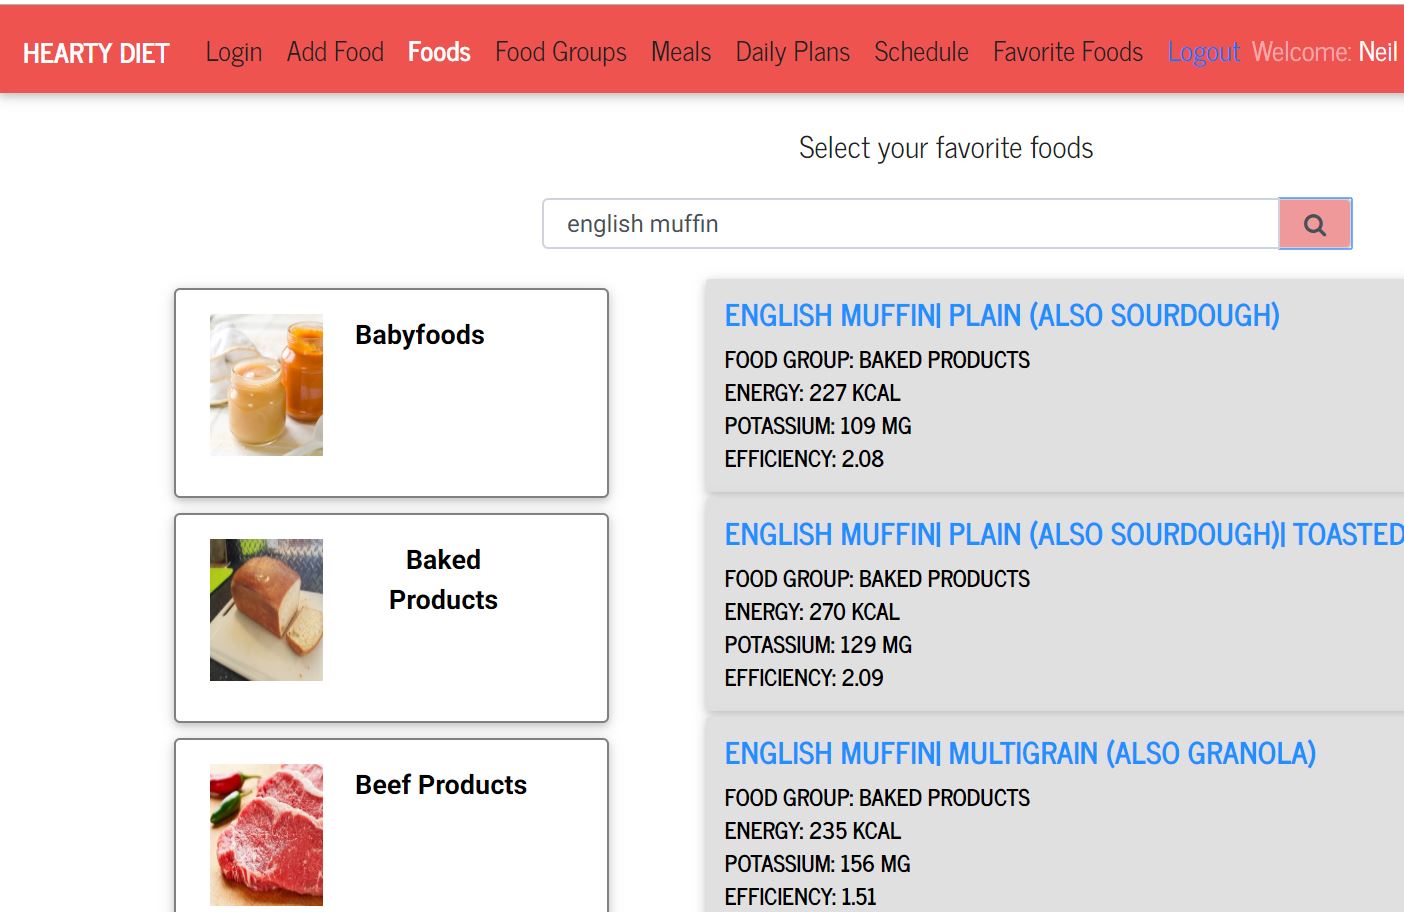 HEARTY DIET Login Add Food Foods Food Groups Meals Daily Plans Schedule Favorite Foods Logout Welcome: Neil
Select your favorite foods
english muffin
Babyfoods
Baked
Products
Beef Products
ENGLISH MUFFIN| PLAIN (ALSO SOURDOUGH)
FOOD GROUP: BAKED PRODUCTS
ENERGY: 227 KCAL
POTASSIUM: 109 MG
EFFICIENCY: 2.08
ENGLISH MUFFIN| PLAIN (ALSO SOURDOUGH)| TOASTED
FOOD GROUP: BAKED PRODUCTS
ENERGY: 270 KCAL
POTASSIUM: 129 MG
EFFICIENCY: 2.09
ENGLISH MUFFIN| MULTIGRAIN (ALSO GRANOLA)
FOOD GROUP: BAKED PRODUCTS
ENERGY: 235 KCAL
POTASSIUM: 156 MG
EFFICIENCY: 1.51